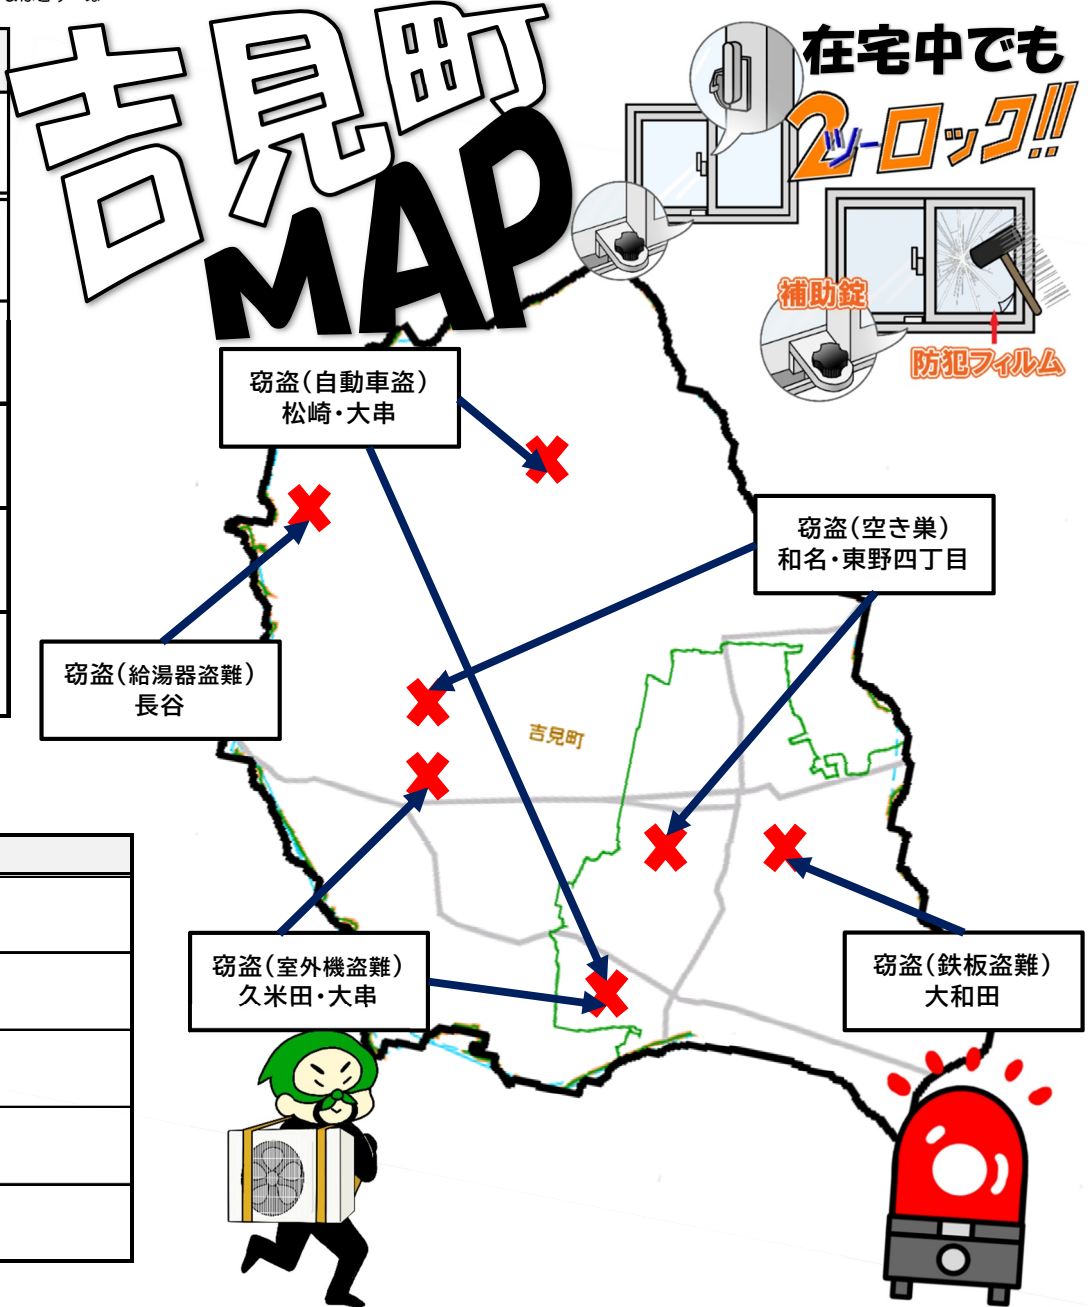 吉見町
MAP
在宅中でも
2ツーロック!!
補助錠
防犯フィルム
窃盗(自動車盗)
松崎・大串
窃盗(空き巣)
和名・東野四丁目
窃盗(給湯器盗難)
長谷
吉見町
窃盗(室外機盗難)
久米田・大串
窃盗(鉄板盗難)
大和田